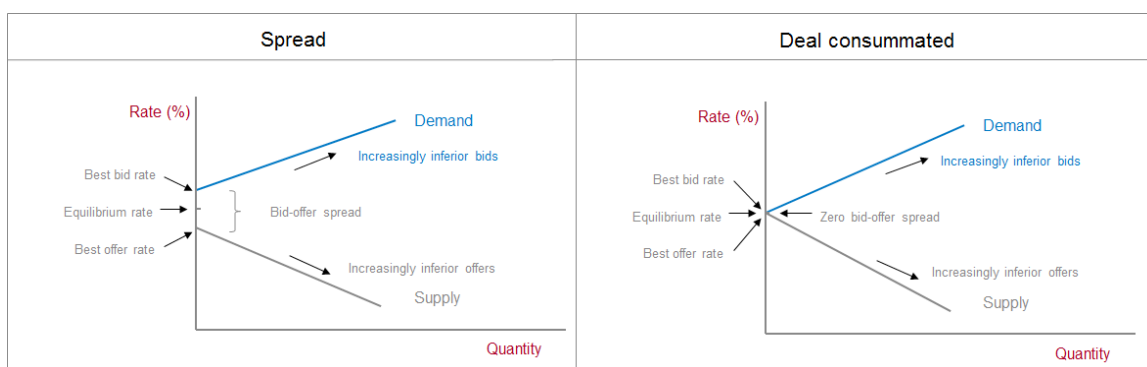 Spread
Deal consummated
Rate (%)
Demand
Increasingly inferior bids
Best bid rate
Equilibrium rate
Bid-offer spread
Best offer rate
Increasingly inferior offers
Supply
Quantity
Rate (%)
Demand
Increasingly inferior bids
Best bid rate
Equilibrium rate
Zero bid-offer spread
Best offer rate
Increasingly inferior offers
Supply
Quantity